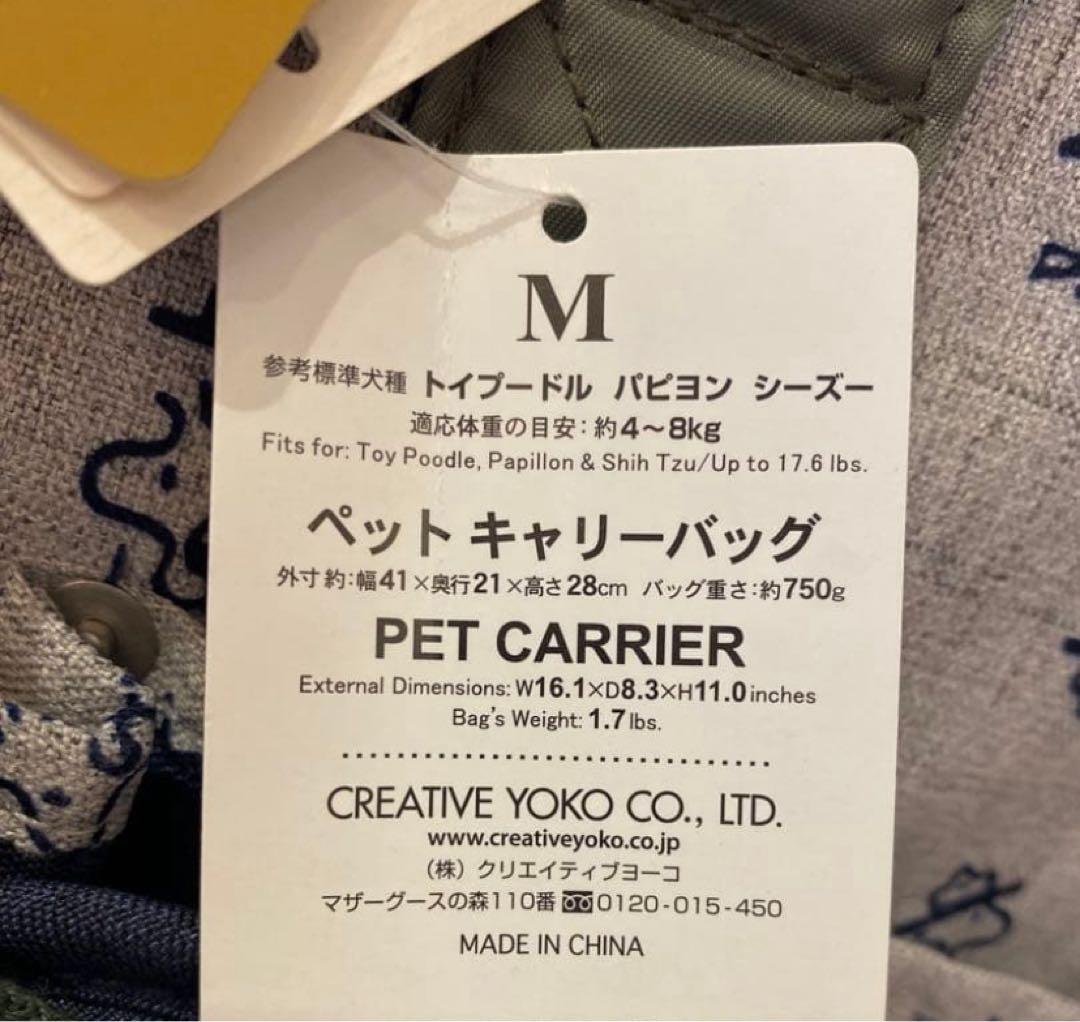 M
参考標準犬種 トイプードル パピヨン シーズー
適応体重の目安:約4〜8kg
Fits for: Toy Poodle, Papillon & Shih Tzu/Up to 17.6 lbs.
ペット キャリーバッグ
外寸 約:幅41×奥行21×高さ28cm バッグ重さ:約750g
PET CARRIER
External Dimensions: W16.1×D8.3×H11.0 inches
Bag's Weight: 1.7 lbs.
CREATIVE YOKO CO., LTD.
www.creativeyoko.co.jp
(株) クリエイティブヨーコ
マザーグースの森110番 0120-015-450
MADE IN CHINA